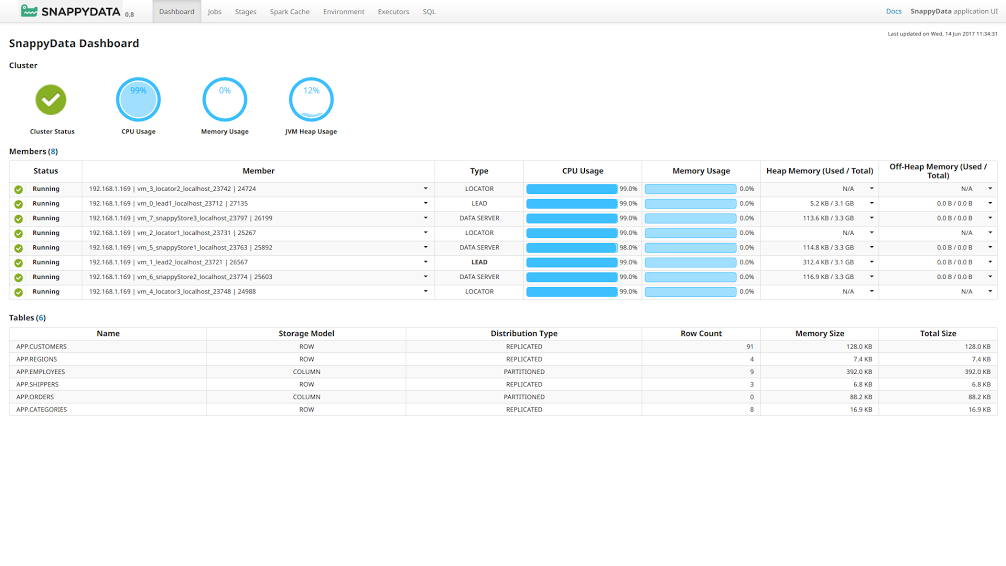 SNAPPYDATA 0.8 Dashboard Jobs Stages Spark Cache Environment Executors SQL Docs SnappyData application UI
Last updated on Wed, 14 Jun 2017 11:34:31
SnappyData Dashboard
Cluster
99% 0% 12%
Cluster Status CPU Usage Memory Usage JVM Heap Usage
Members (8)
Status Member Type CPU Usage Memory Usage Heap Memory (Used / Total) Off-Heap Memory (Used / Total)
Running 192.168.1.169 | vm_3_locator2_localhost_23742 | 24724 LOCATOR 99.0% 0.0% N/A N/A
Running 192.168.1.169 | vm_0_lead1_localhost_23712 | 27135 LEAD 99.0% 0.0% 5.2 KB / 3.1 GB 0.0 B / 0.0 B
Running 192.168.1.169 | vm_7_snappyStore3_localhost_23797 | 26199 DATA SERVER 99.0% 0.0% 113.6 KB / 3.3 GB 0.0 B / 0.0 B
Running 192.168.1.169 | vm_2_locator1_localhost_23731 | 25267 LOCATOR 99.0% 0.0% N/A N/A
Running 192.168.1.169 | vm_5_snappyStore1_localhost_23763 | 25892 DATA SERVER 98.0% 0.0% 114.8 KB / 3.3 GB 0.0 B / 0.0 B
Running 192.168.1.169 | vm_1_lead2_localhost_23721 | 26567 LEAD 99.0% 0.0% 312.4 KB / 3.1 GB 0.0 B / 0.0 B
Running 192.168.1.169 | vm_6_snappyStore2_localhost_23774 | 25603 DATA SERVER 99.0% 0.0% 116.9 KB / 3.3 GB 0.0 B / 0.0 B
Running 192.168.1.169 | vm_4_locator3_localhost_23748 | 24988 LOCATOR 99.0% 0.0% N/A N/A
Tables (6)
Name Storage Model Distribution Type Row Count Memory Size Total Size
APP.CUSTOMERS ROW REPLICATED 91 128.0 KB 128.0 KB
APP.REGIONS ROW REPLICATED 4 7.4 KB 7.4 KB
APP.EMPLOYEES COLUMN PARTITIONED 9 392.0 KB 392.0 KB
APP.SHIPPERS ROW REPLICATED 3 6.8 KB 6.8 KB
APP.ORDERS COLUMN PARTITIONED 0 88.2 KB 88.2 KB
APP.CATEGORIES ROW REPLICATED 8 16.9 KB 16.9 KB